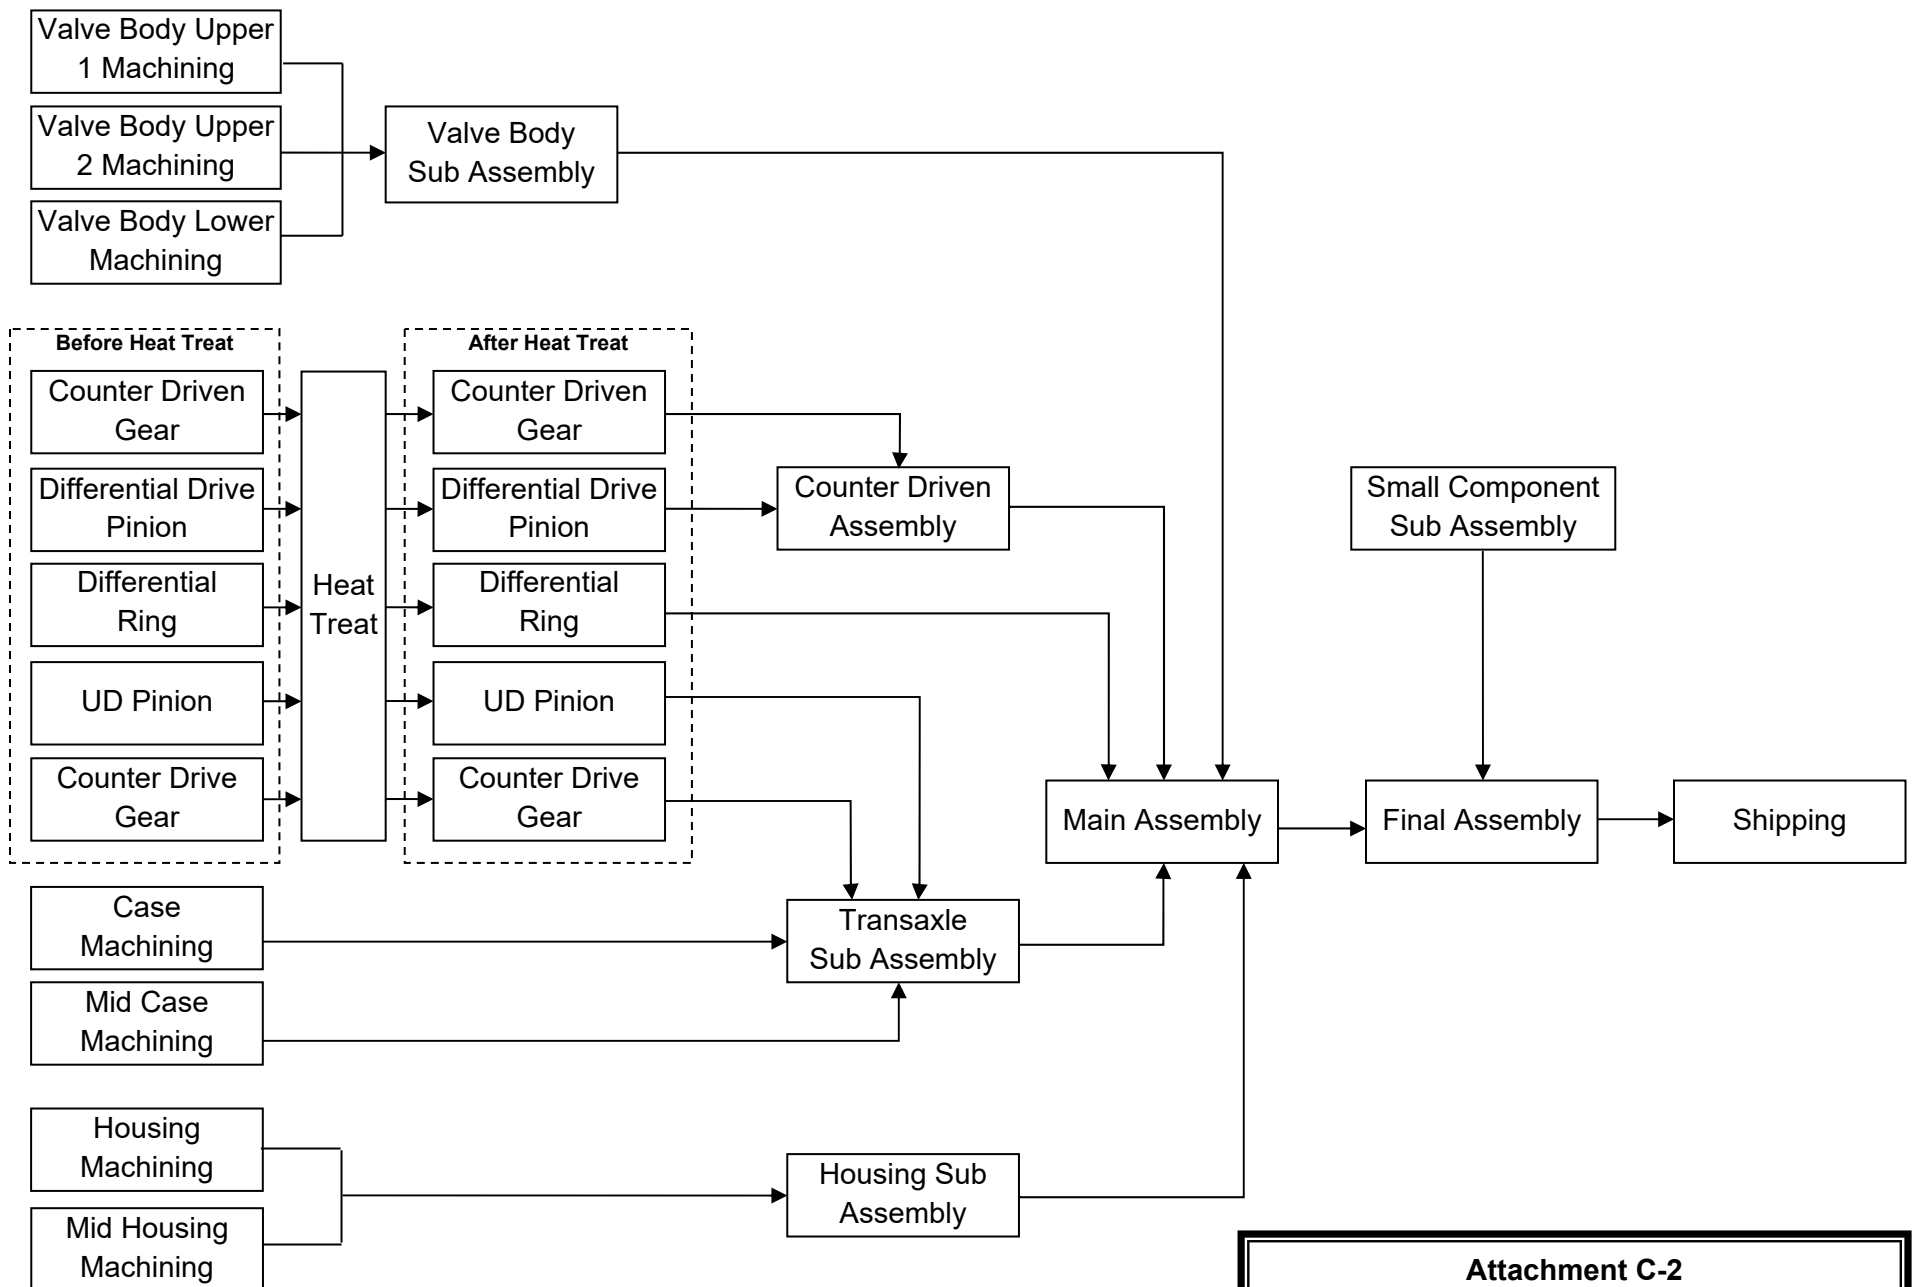 Valve Body Upper
1 Machining
Valve Body Upper
2 Machining
Valve Body Lower
Machining
Valve Body
Sub Assembly
Before Heat Treat
Counter Driven
Gear
Differential Drive
Pinion
Differential
Ring
UD Pinion
Counter Drive
Gear
Heat
Treat
After Heat Treat
Counter Driven
Gear
Differential Drive
Pinion
Differential
Ring
UD Pinion
Counter Drive
Gear
Counter Driven
Assembly
Small Component
Sub Assembly
Main Assembly
Final Assembly
Shipping
Case
Machining
Mid Case
Machining
Transaxle
Sub Assembly
Housing
Machining
Mid Housing
Machining
Housing Sub
Assembly
Attachment C-2